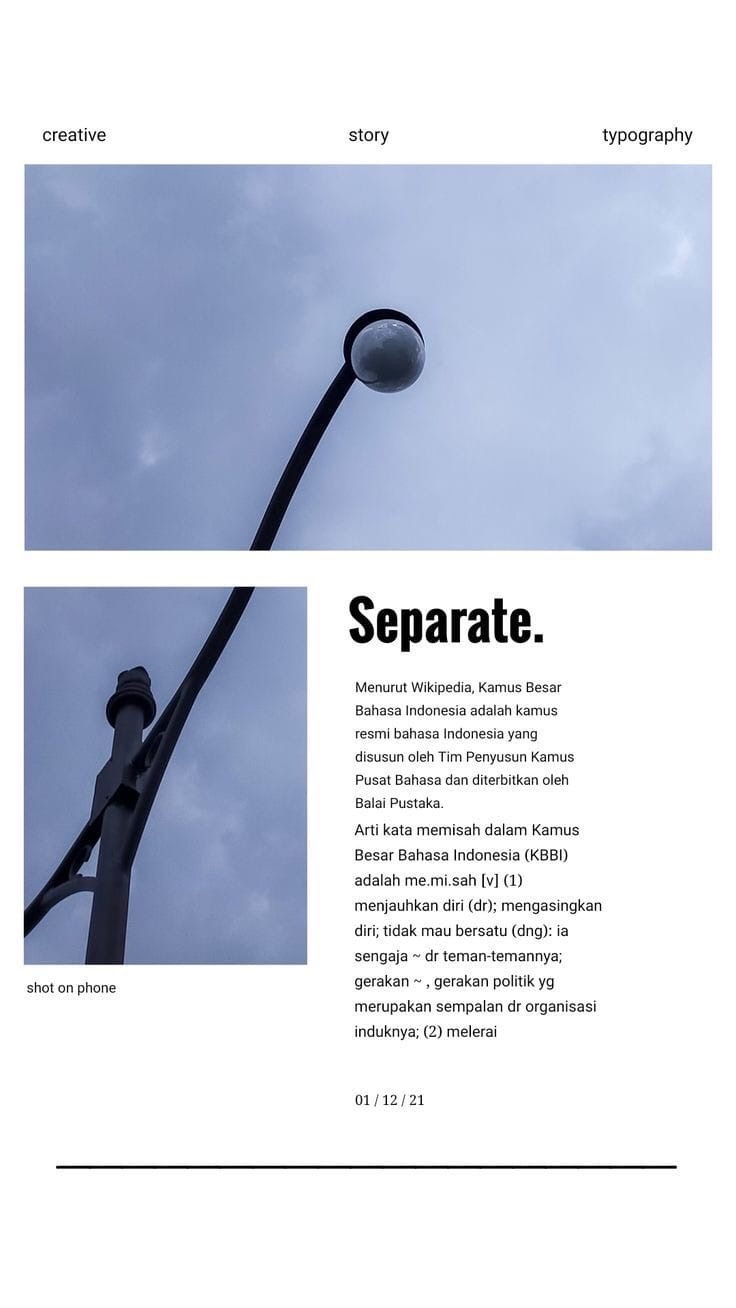 creative story typography
Separate.
Menurut Wikipedia, Kamus Besar
Bahasa Indonesia adalah kamus
resmi bahasa Indonesia yang
disusun oleh Tim Penyusun Kamus
Pusat Bahasa dan diterbitkan oleh
Balai Pustaka.
Arti kata memisah dalam Kamus
Besar Bahasa Indonesia (KBBI)
adalah me.mi.sah [v] (1)
menjauhkan diri (dr); mengasingkan
diri; tidak mau bersatu (dng): ia
sengaja ~ dr teman-temannya;
gerakan ~ , gerakan politik yg
merupakan sempalan dr organisasi
induknya; (2) melerai
shot on phone
01 / 12 / 21